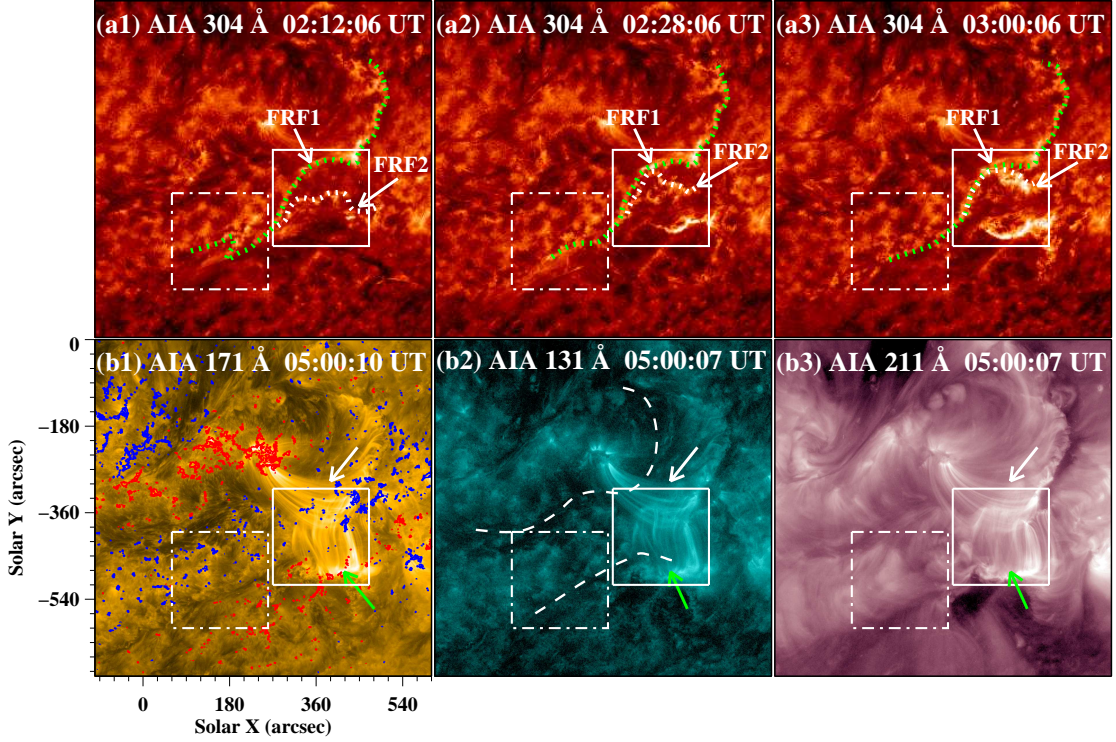 (a1) AIA 304 Å 02:12:06 UT
(a2) AIA 304 Å 02:28:06 UT
(a3) AIA 304 Å 03:00:06 UT
FRF1
FRF2
FRF1
FRF2
FRF1
FRF2
(b1) AIA 171 Å 05:00:10 UT
(b2) AIA 131 Å 05:00:07 UT
(b3) AIA 211 Å 05:00:07 UT
0
−180
−360
−540
Solar Y (arcsec)
0 180 360 540
Solar X (arcsec)